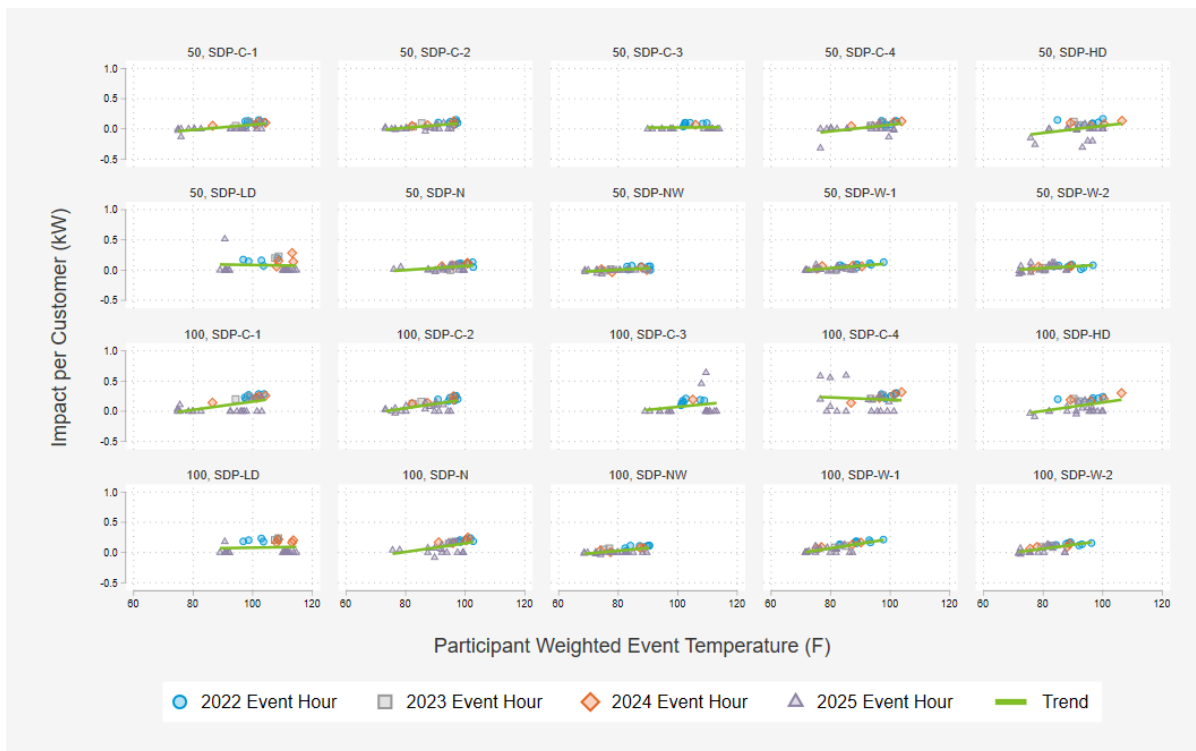 50, SDP-C-1 50, SDP-C-2 50, SDP-C-3 50, SDP-C-4 50, SDP-HD
1.0
0.5
0.0
-0.5
50, SDP-LD 50, SDP-N 50, SDP-NW 50, SDP-W-1 50, SDP-W-2
1.0
0.5
0.0
-0.5
Impact per Customer (kW)
100, SDP-C-1 100, SDP-C-2 100, SDP-C-3 100, SDP-C-4 100, SDP-HD
1.0
0.5
0.0
-0.5
100, SDP-LD 100, SDP-N 100, SDP-NW 100, SDP-W-1 100, SDP-W-2
1.0
0.5
0.0
-0.5
60 80 100 120 60 80 100 120 60 80 100 120 60 80 100 120 60 80 100 120
Participant Weighted Event Temperature (F)
2022 Event Hour 2023 Event Hour 2024 Event Hour 2025 Event Hour Trend